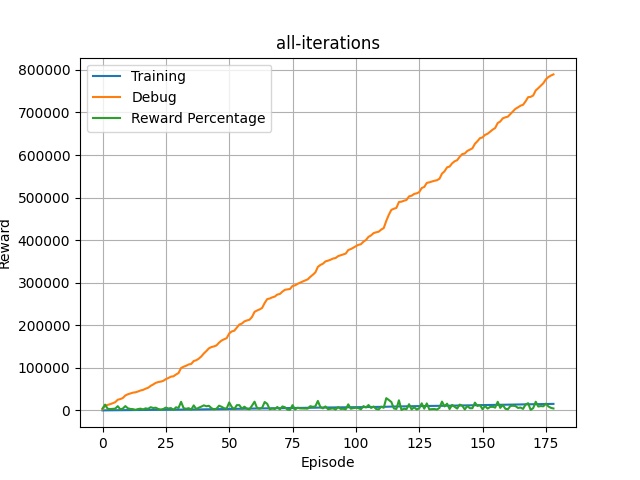 all-iterations
Training
Debug
Reward Percentage
800000
700000
600000
500000
400000
300000
200000
100000
0
Reward
0 25 50 75 100 125 150 175
Episode